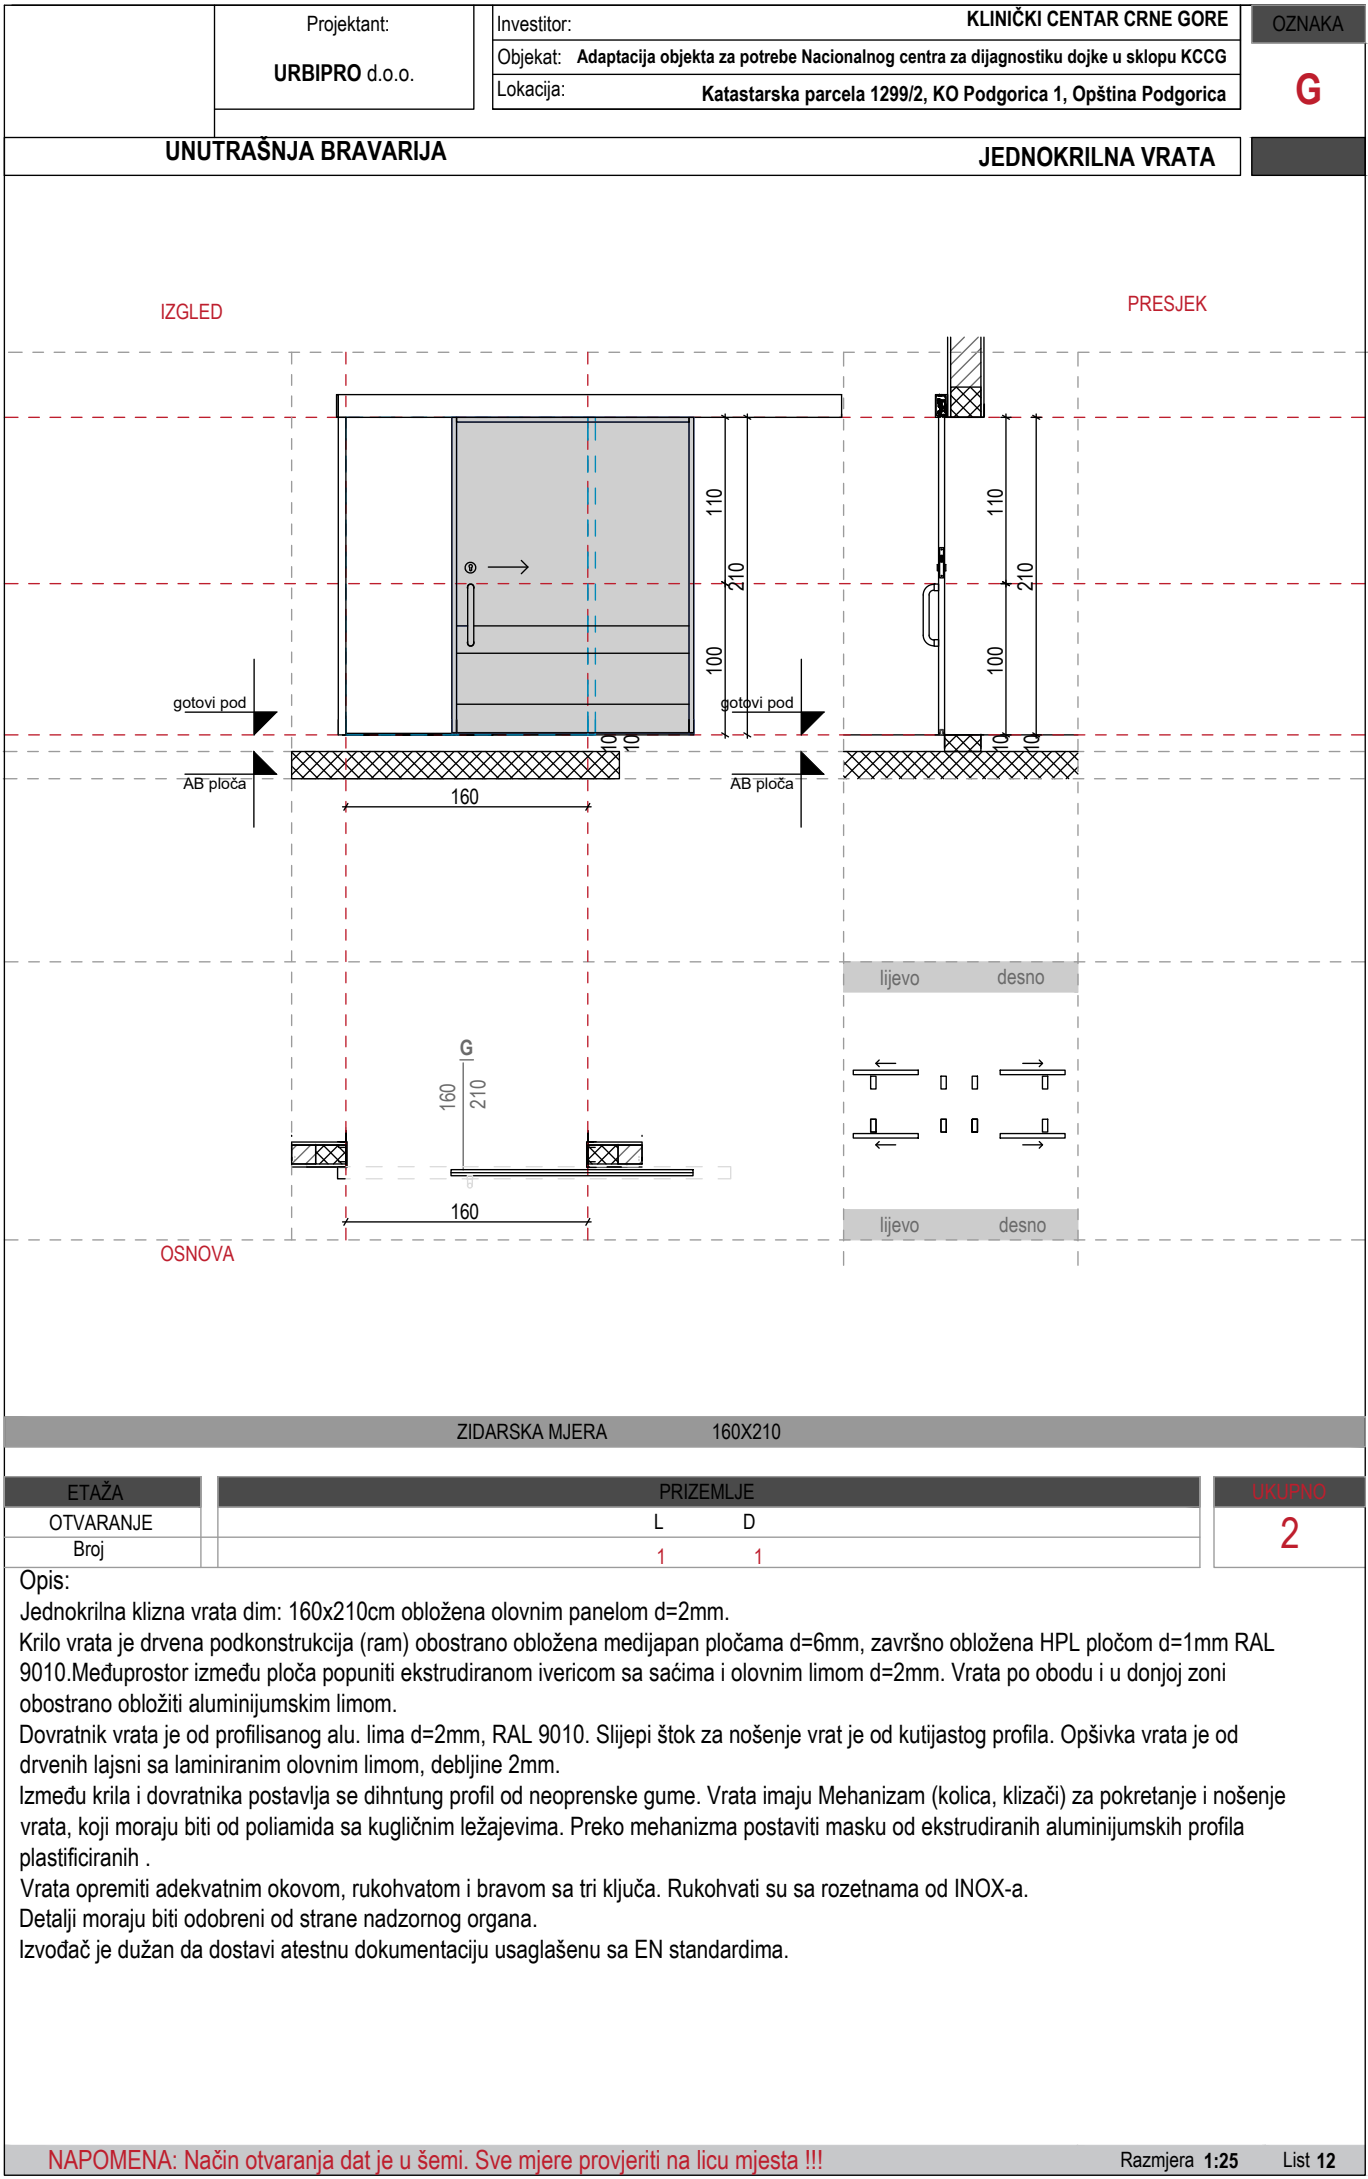 Projektant:
URBIPRO d.o.o.
Investitor: KLINIČKI CENTAR CRNE GORE
Objekat: Adaptacija objekta za potrebe Nacionalnog centra za dijagnostiku dojke u sklopu KCCG
Lokacija: Katastarska parcela 1299/2, KO Podgorica 1, Opština Podgorica
OZNAKA
G
UNUTRAŠNJA BRAVARIJA
JEDNOKRILNA VRATA
IZGLED
PRESJEK
110
210
100
10
10
gotovi pod
AB ploča
160
110
210
100
10
10
gotovi pod
AB ploča
lijevo desno
G
160
210
160
lijevo desno
OSNOVA
ZIDARSKA MJERA 160X210
ETAŽA PRIZEMLJE UKUPNO
OTVARANJE L D
2
Broj 1 1
Opis:
Jednokrilna klizna vrata dim: 160x210cm obložena olovnim panelom d=2mm.
Krilo vrata je drvena podkonstrukcija (ram) obostrano obložena medijapan pločama d=6mm, završno obložena HPL pločom d=1mm RAL
9010.Međuprostor između ploča popuniti ekstrudiranom ivericom sa saćima i olovnim limom d=2mm. Vrata po obodu i u donjoj zoni
obostrano obložiti aluminijumskim limom.
Dovratnik vrata je od profilisanog alu. lima d=2mm, RAL 9010. Slijepi štok za nošenje vrat je od kutijastog profila. Opšivka vrata je od
drvenih lajsni sa laminiranim olovnim limom, debljine 2mm.
Između krila i dovratnika postavlja se dihntung profil od neoprenske gume. Vrata imaju Mehanizam (kolica, klizači) za pokretanje i nošenje
vrata, koji moraju biti od poliamida sa kugličnim ležajevima. Preko mehanizma postaviti masku od ekstrudiranih aluminijumskih profila
plastificiranih .
Vrata opremiti adekvatnim okovom, rukohvatom i bravom sa tri ključa. Rukohvati su sa rozetnama od INOX-a.
Detalji moraju biti odobreni od strane nadzornog organa.
Izvođač je dužan da dostavi atestnu dokumentaciju usaglašenu sa EN standardima.
NAPOMENA: Način otvaranja dat je u šemi. Sve mjere provjeriti na licu mjesta !!!
Razmjera 1:25 List 12